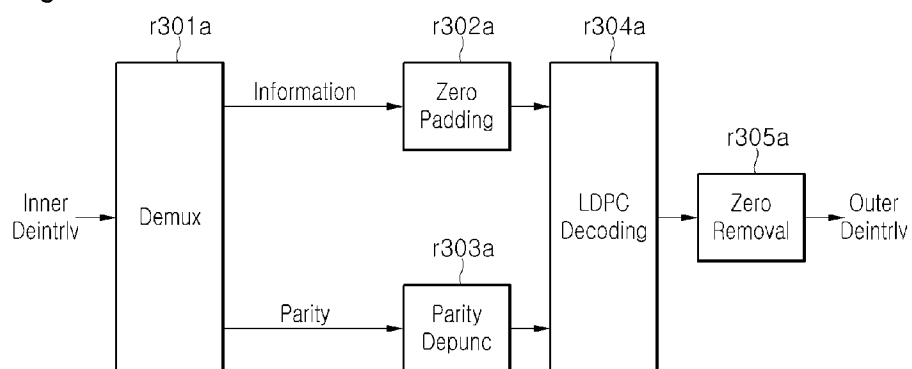 r301a
r302a
r304a
Information
Zero
Padding
r305a
Inner
Deintrlv
Demux
LDPC
Decoding
Zero
Removal
Outer
Deintrlv
r303a
Parity
Parity
Depunc